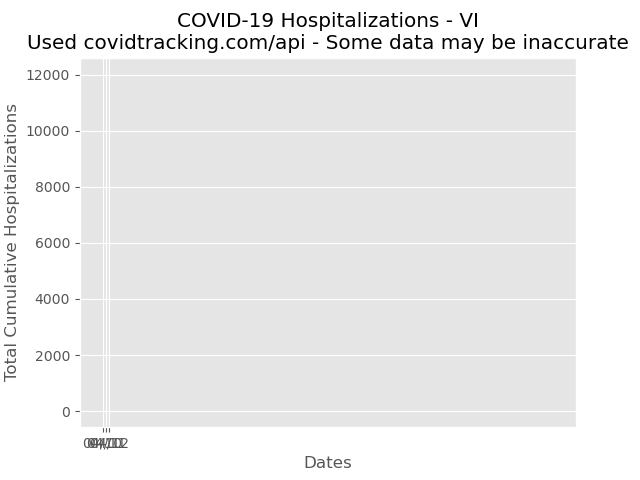 COVID-19 Hospitalizations - VI
Used covidtracking.com/api - Some data may be inaccurate
Total Cumulative Hospitalizations
12000
10000
8000
6000
4000
2000
0
Dates